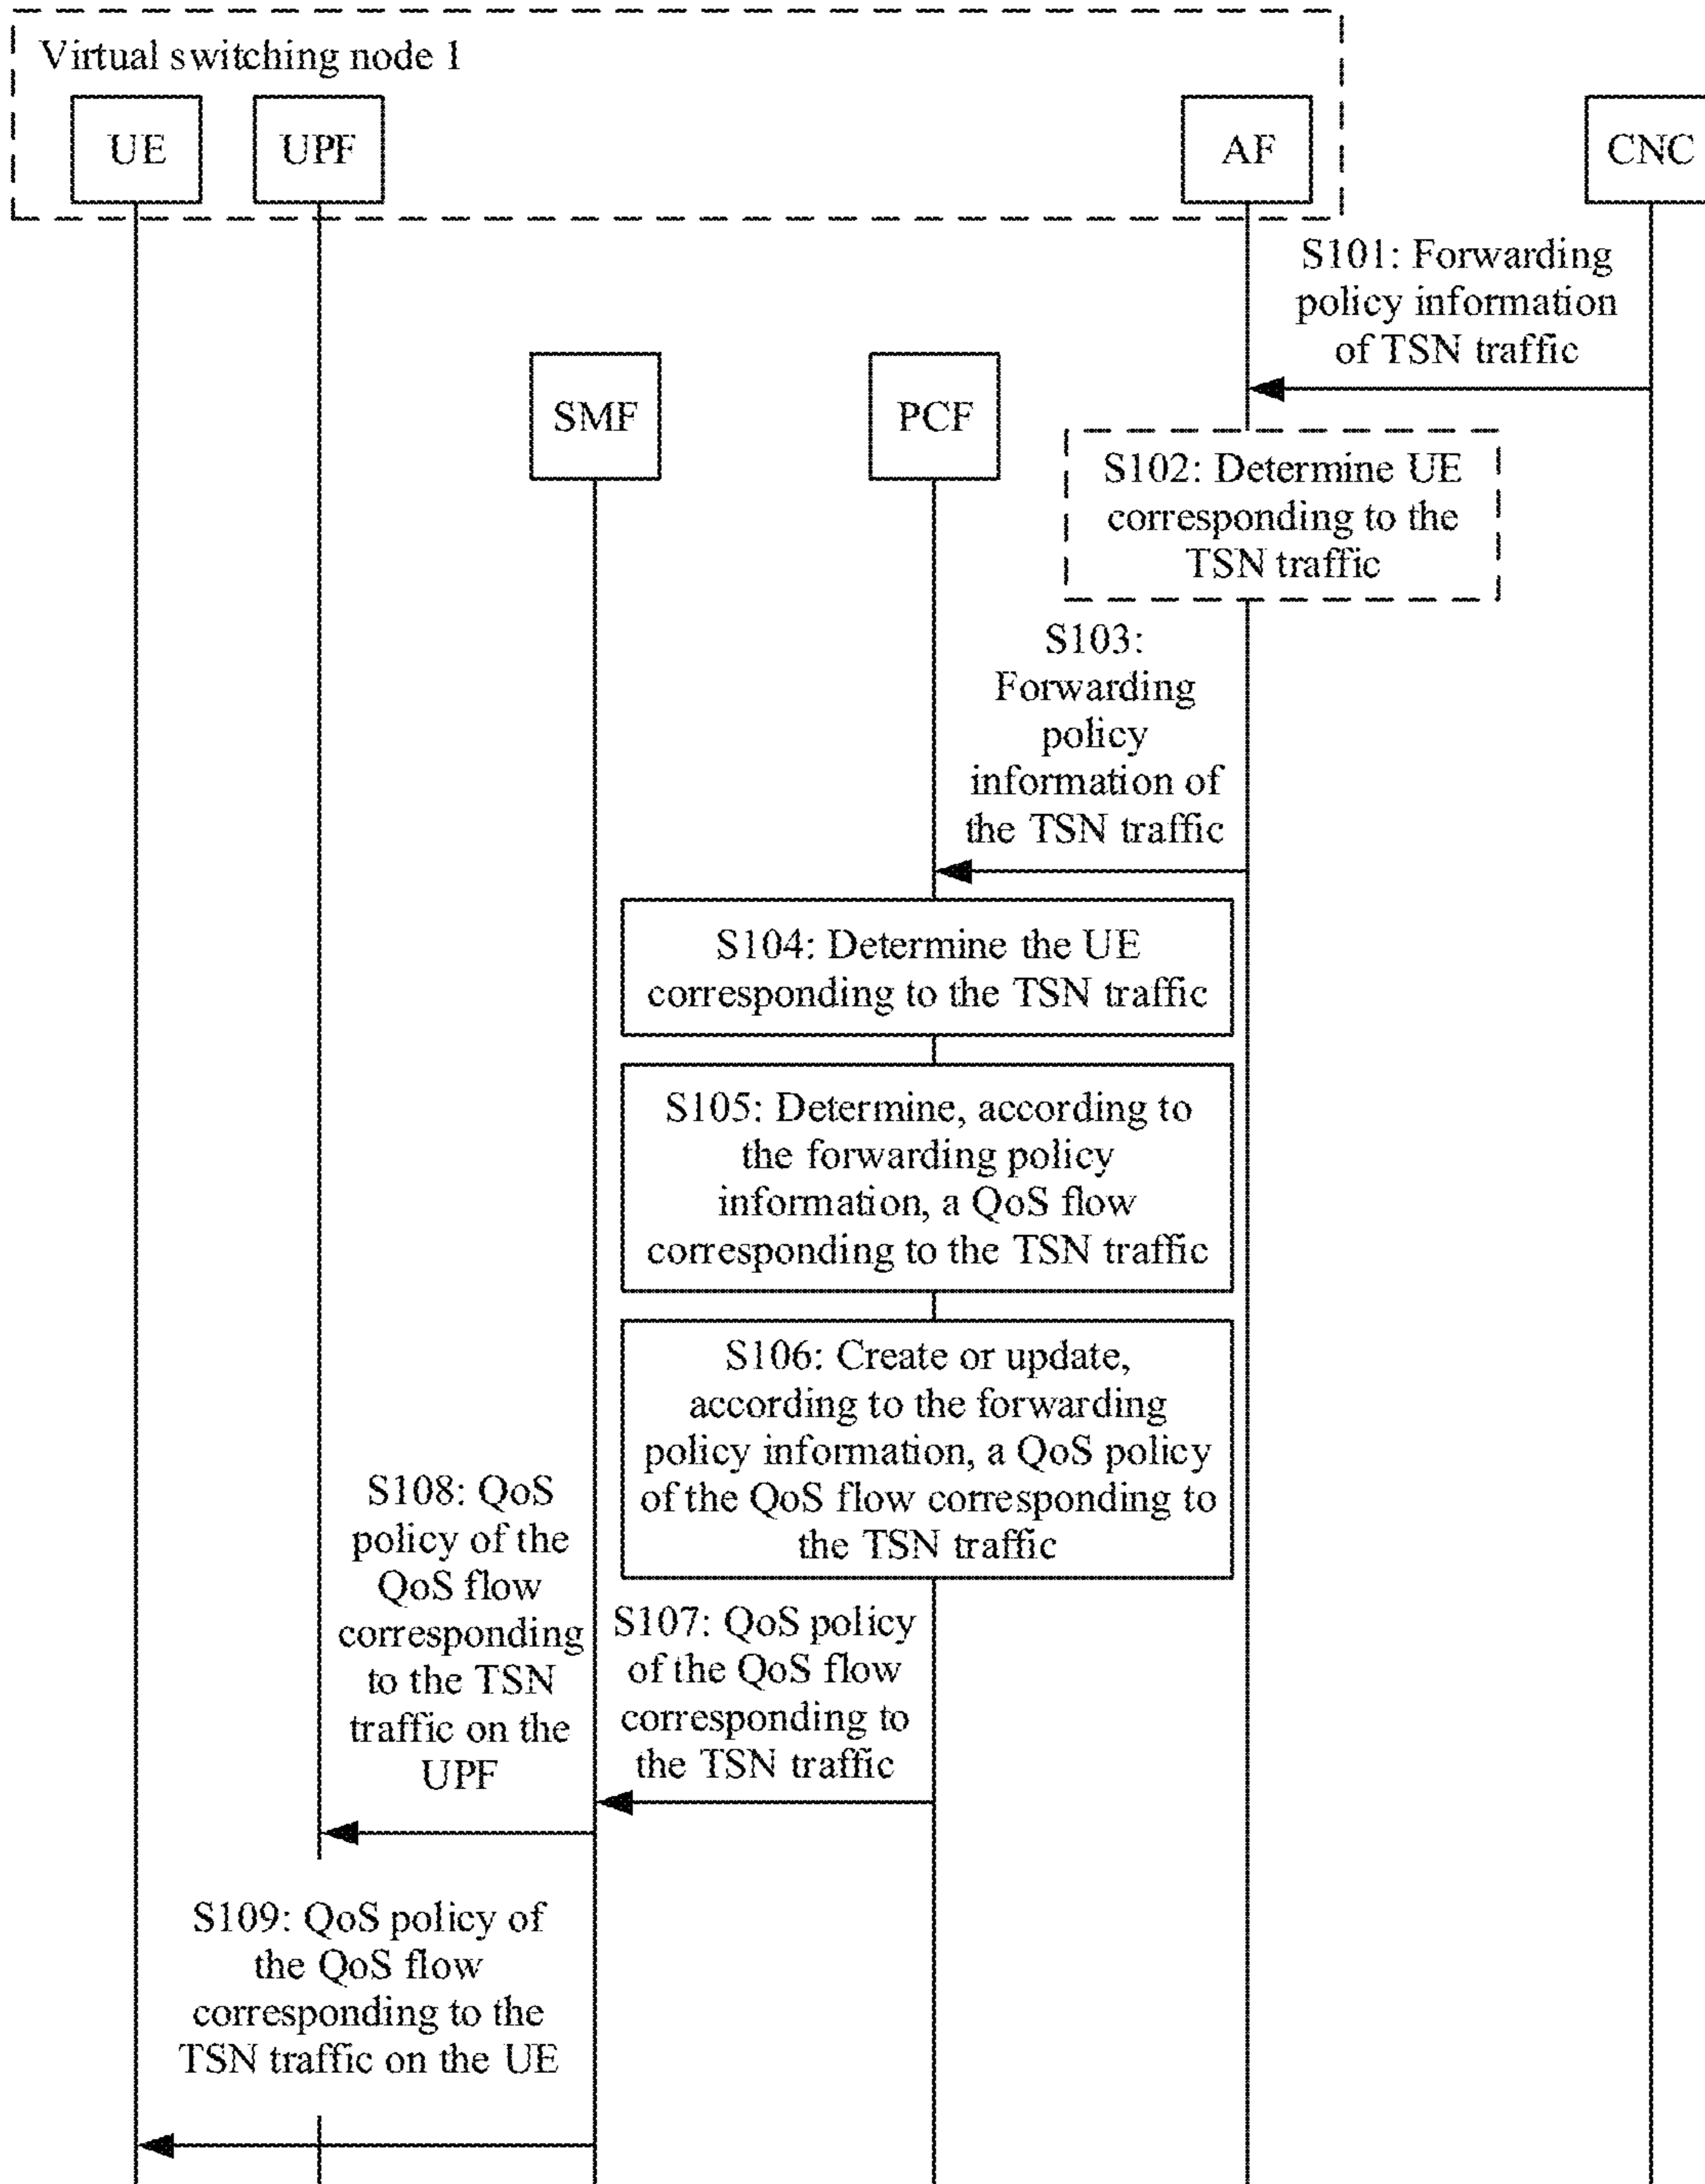 Virtual switching node 1
UE
UPF
AF
CNC
S101: Forwarding
policy information
of TSN traffic
SMF
PCF
S102: Determine UE
corresponding to the
TSN traffic
S103:
Forwarding
policy
information of
the TSN traffic
S104: Determine the UE
corresponding to the TSN traffic
S105: Determine, according to
the forwarding policy
information, a QoS flow
corresponding to the TSN traffic
S106: Create or update,
according to the forwarding
policy information, a QoS policy
of the QoS flow corresponding to
the TSN traffic
S107: QoS policy
of the QoS flow
corresponding to
the TSN traffic
S108: QoS
policy of the
QoS flow
corresponding
to the TSN
traffic on the
UPF
S109: QoS policy of
the QoS flow
corresponding to the
TSN traffic on the UE